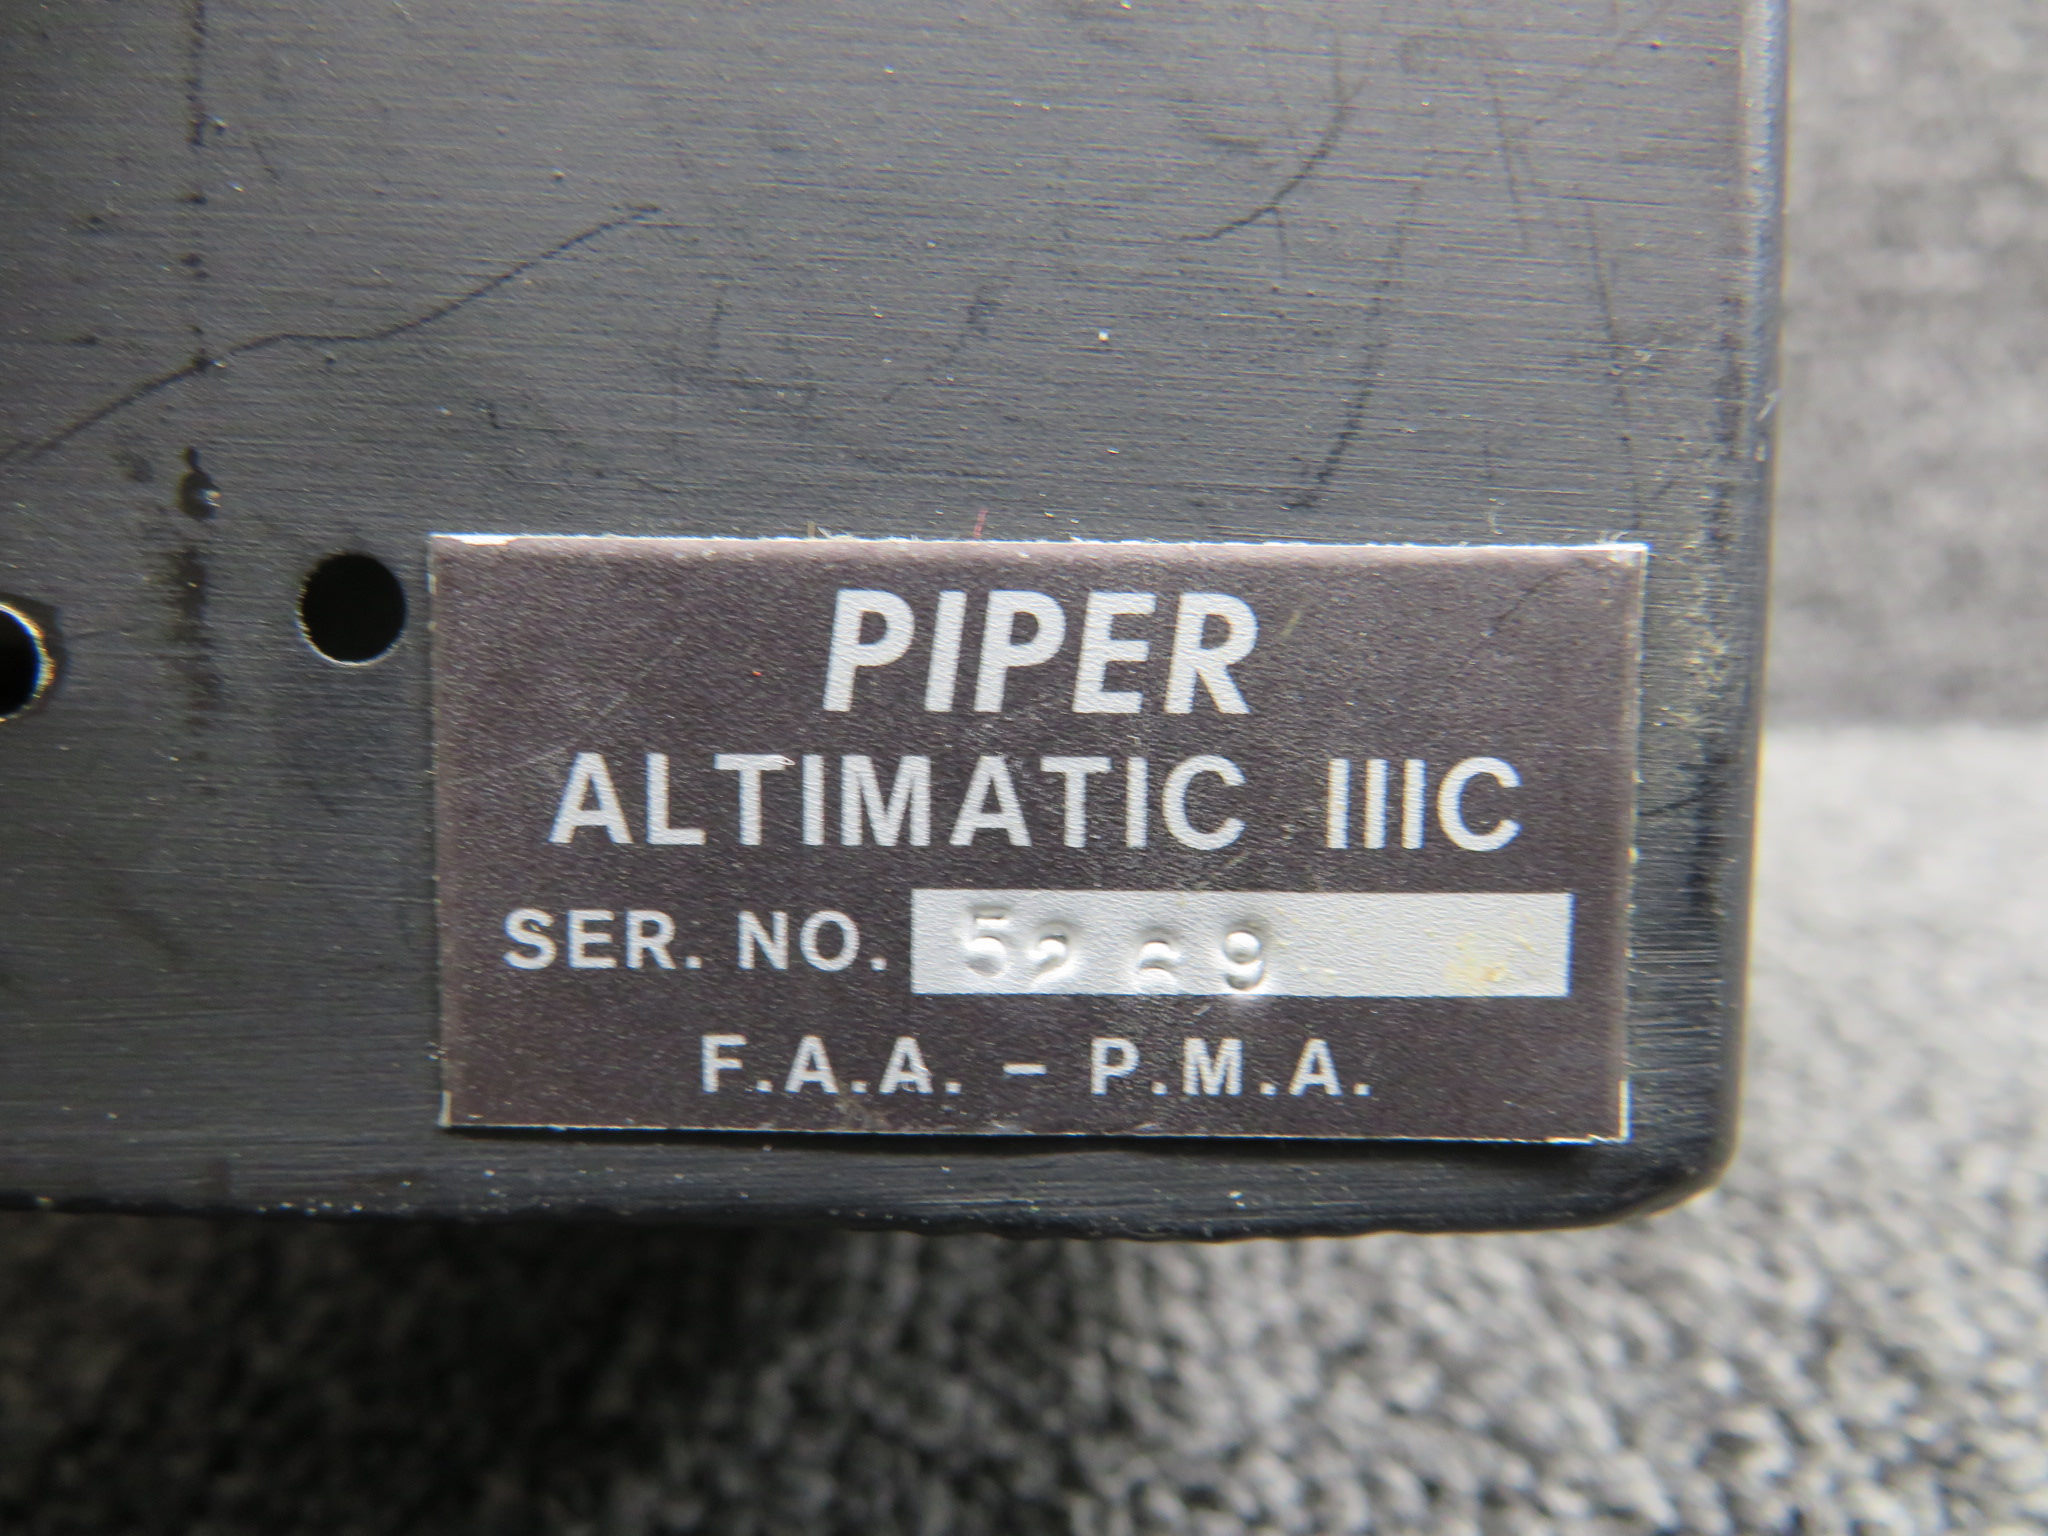 PIPER
ALTIMATIC IIIC
SER. NO. 5269
F.A.A. – P.M.A.